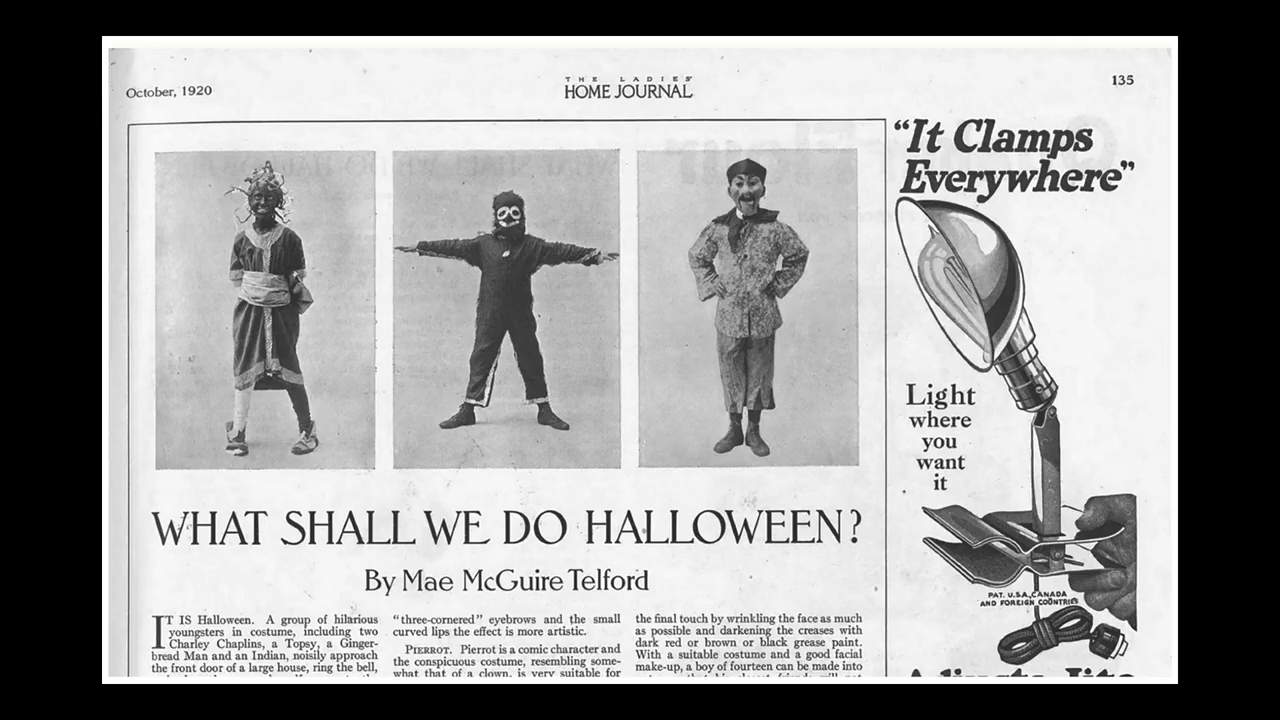 October, 1920
THE LADIES'
HOME JOURNAL
135
WHAT SHALL WE DO HALLOWEEN?
By Mae McGuire Telford
IT IS Halloween. A group of hilarious
youngsters in costume, including two
Charley Chaplins, a Topsy, a Ginger-
bread Man and an Indian, noisily approach
the front door of a large house, ring the bell,
"three-cornered" eyebrows and the small
curved lips the effect is more artistic.
PIERROT. Pierrot is a comic character and
the conspicuous costume, resembling some-
what that of a clown, is very suitable for
the final touch by wrinkling the face as much
as possible and darkening the creases with
dark red or brown or black grease paint.
With a suitable costume and a good facial
make-up, a boy of fourteen can be made into
"It Clamps
Everywhere"
Light
where
you
want
it
PAT. U.S.A., CANADA
AND FOREIGN COUNTRIES